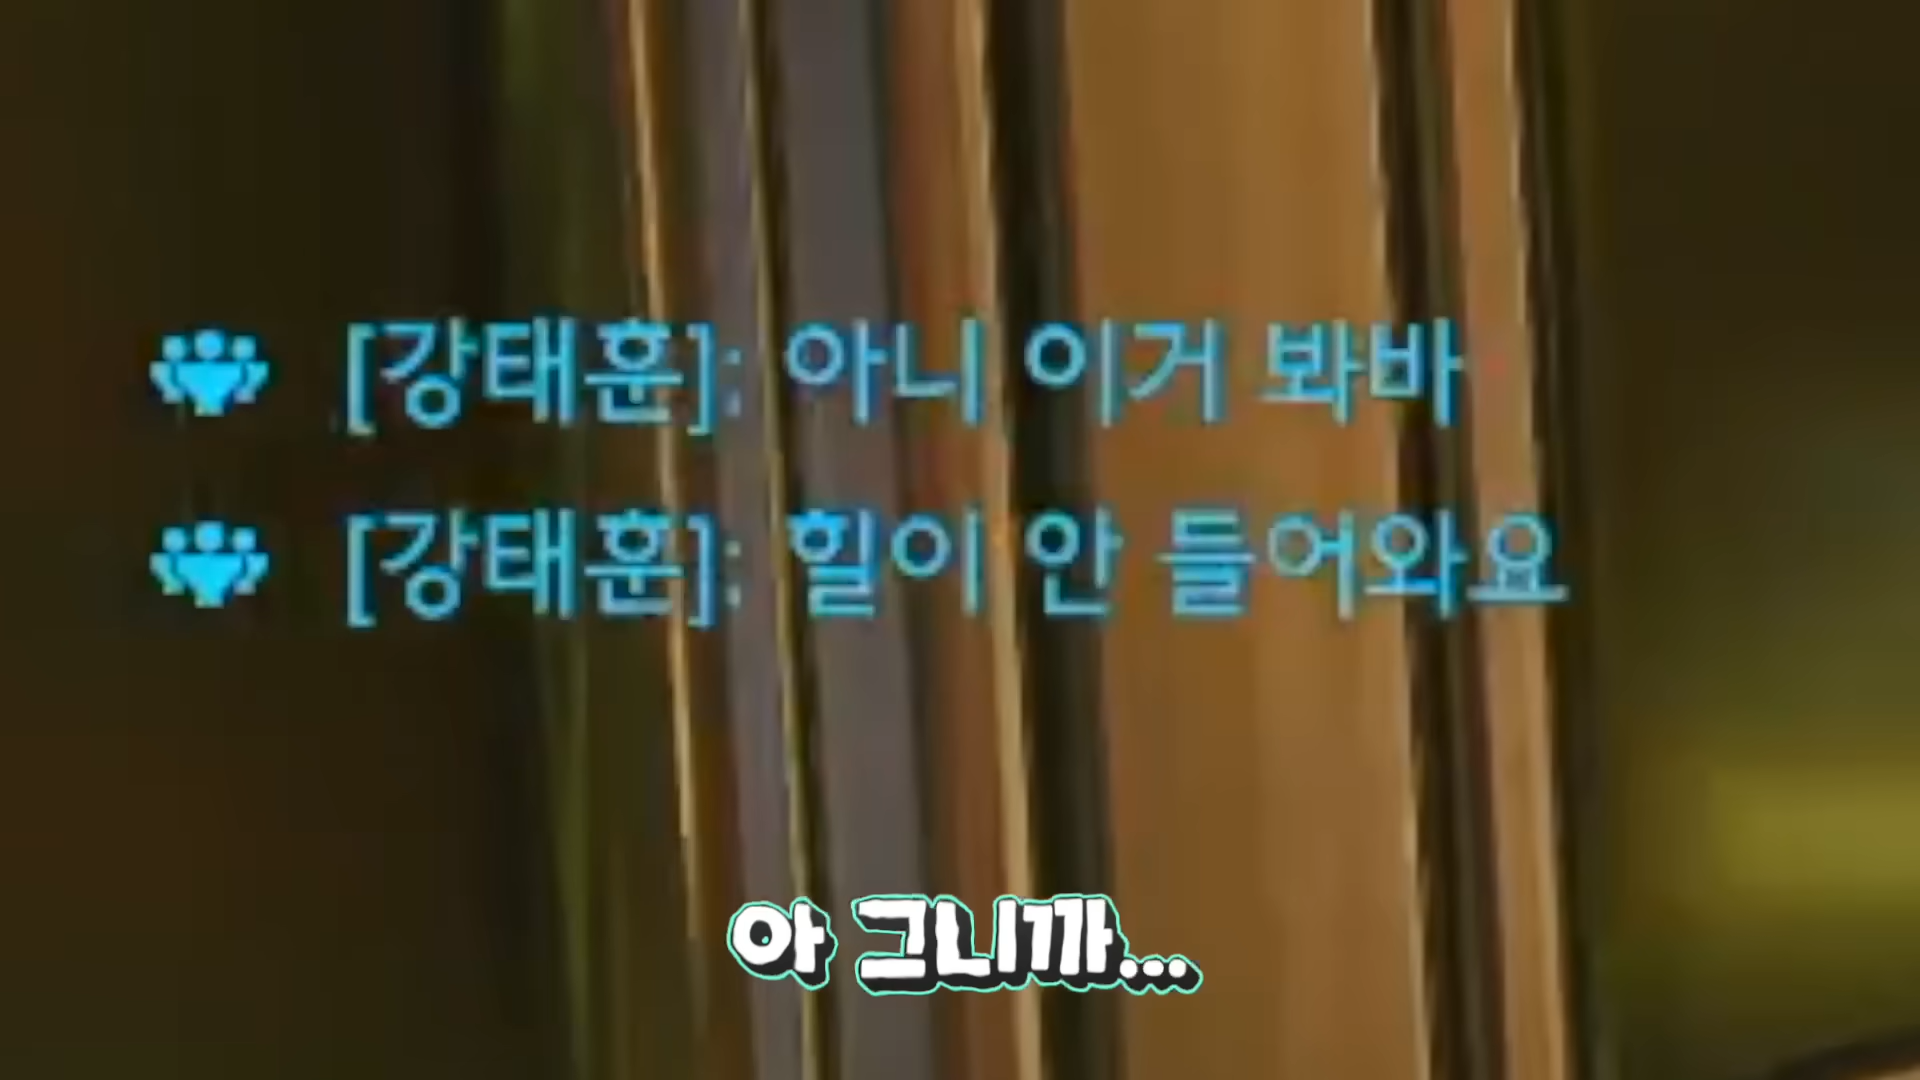 [강태훈]: 아니 이거 봐바
[강태훈]: 힐이 안 들어와요
아 그니까...